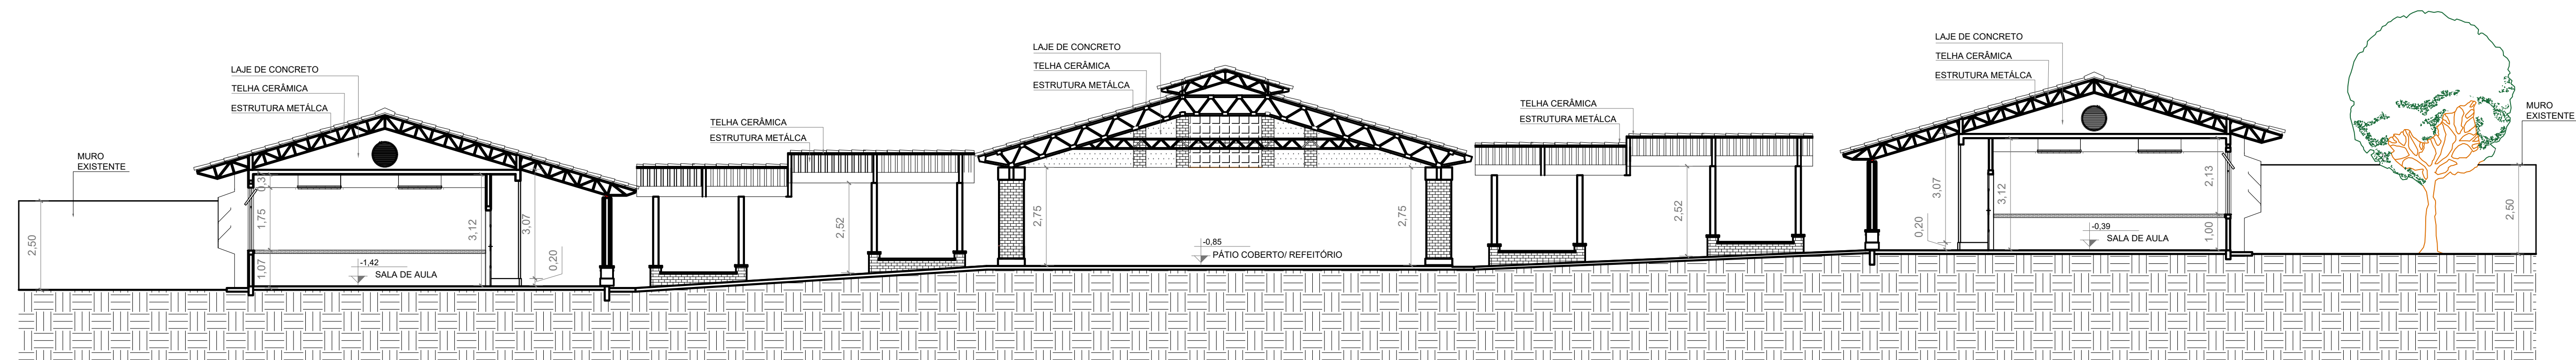 MURO
EXISTENTE
2,50
LAJE DE CONCRETO
TELHA CERÂMICA
ESTRUTURA METÁLCA
0,3
1,75
1,07
3,12
3,07
0,20
-1,42
SALA DE AULA
TELHA CERÂMICA
ESTRUTURA METÁLCA
2,52
LAJE DE CONCRETO
TELHA CERÂMICA
ESTRUTURA METÁLCA
2,75
2,75
-0,85
PÁTIO COBERTO/ REFEITÓRIO
TELHA CERÂMICA
ESTRUTURA METÁLCA
2,52
LAJE DE CONCRETO
TELHA CERÂMICA
ESTRUTURA METÁLCA
0,20
3,07
3,12
2,13
1,00
-0,39
SALA DE AULA
MURO
EXISTENTE
2,50